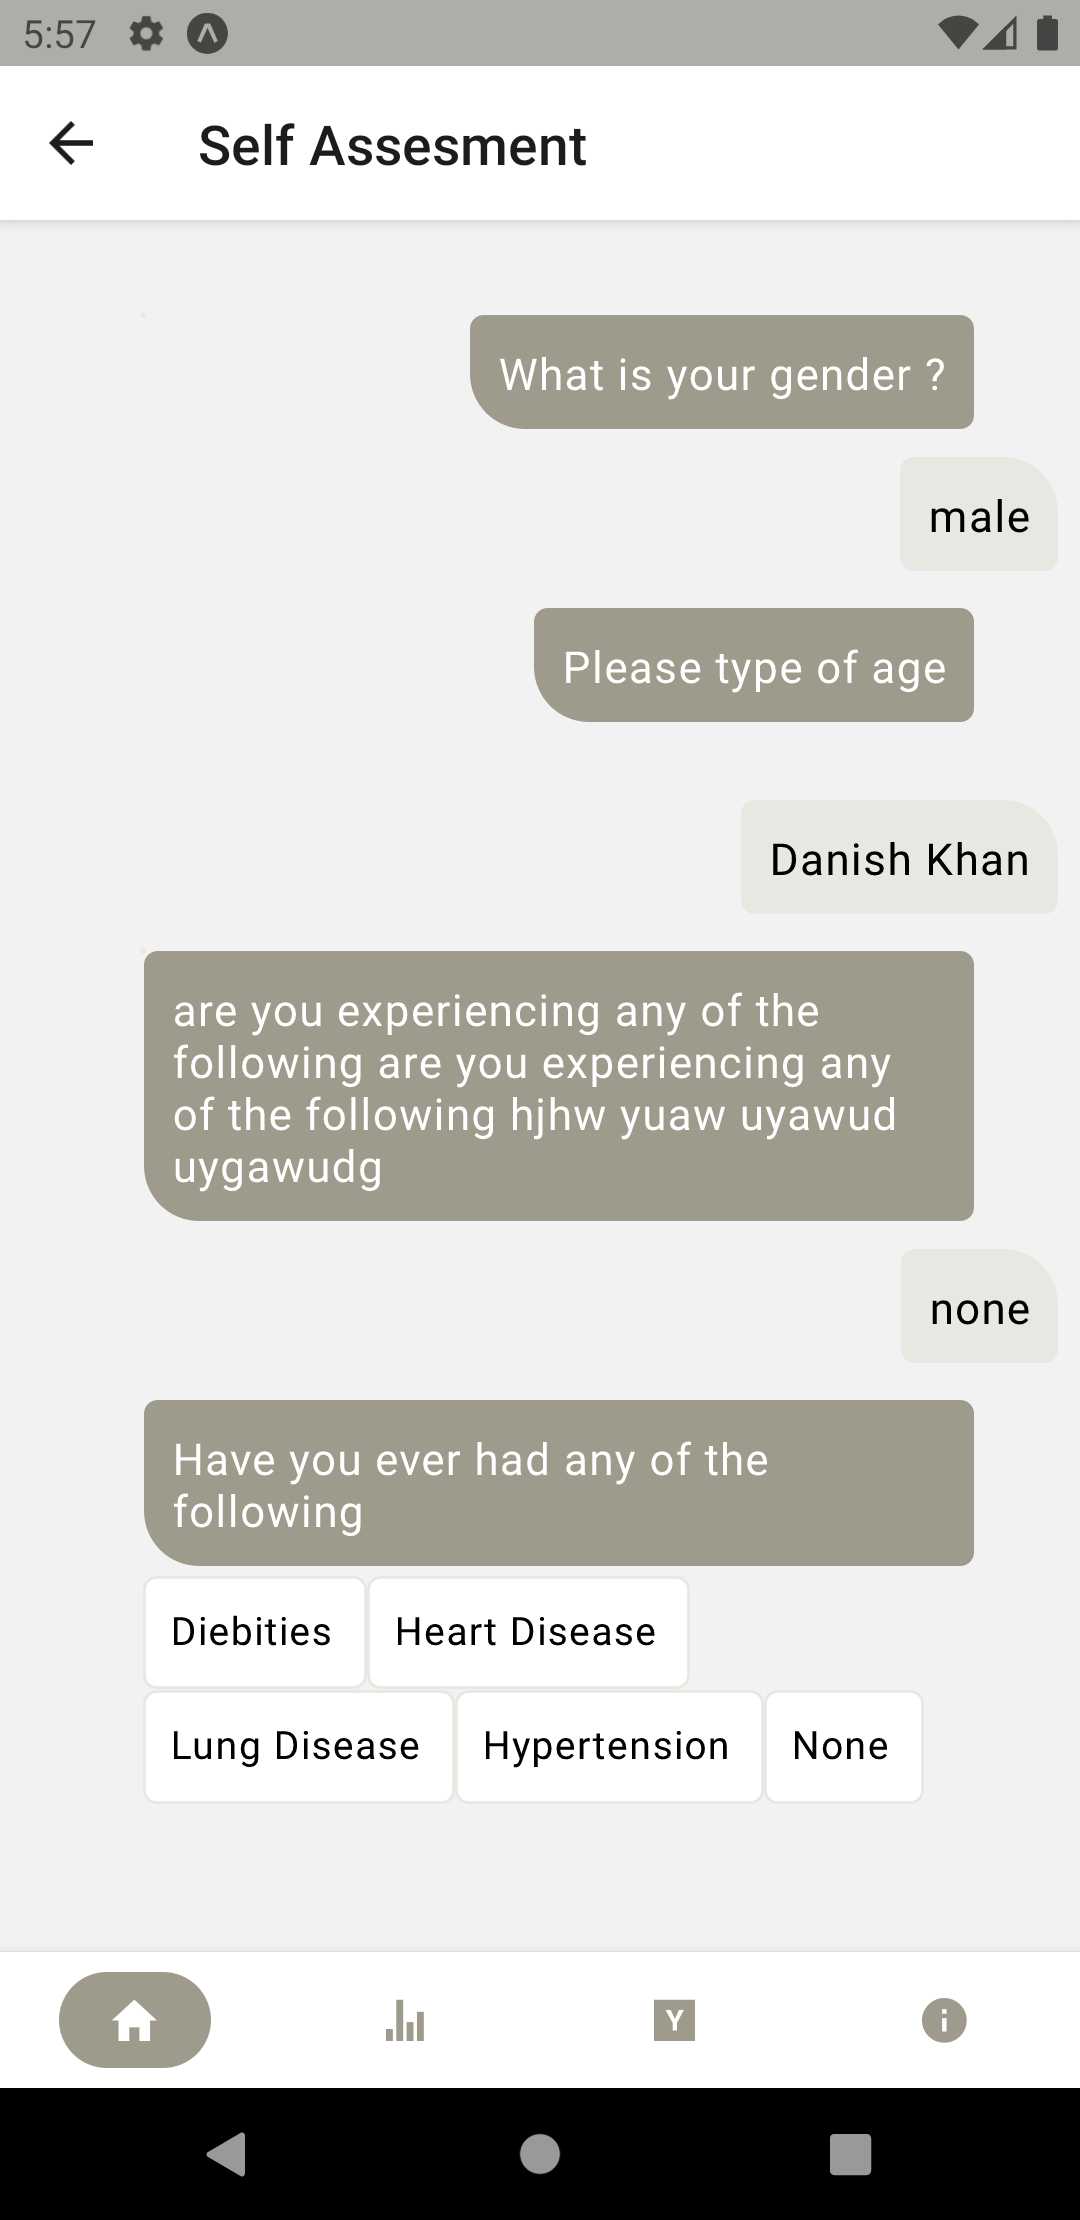 5:57
Self Assesment
What is your gender ?
male
Please type of age
Danish Khan
are you experiencing any of the
following are you experiencing any
of the following hjhw yuaw uyawud
uygawudg
none
Have you ever had any of the
following
Diebities
Heart Disease
Lung Disease
Hypertension
None
Y